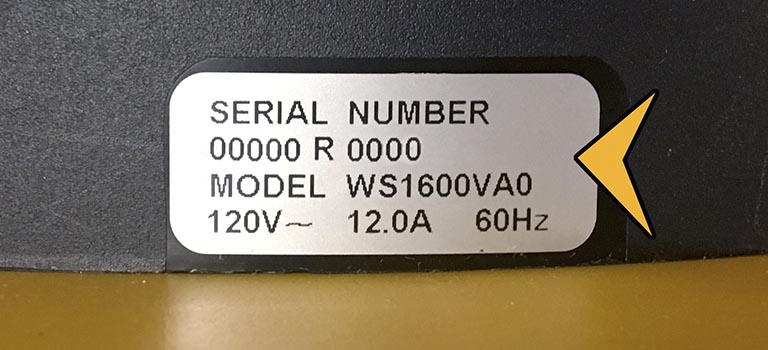 SERIAL NUMBER
00000 R 0000
MODEL WS1600VA0
120V~ 12.0A 60Hz